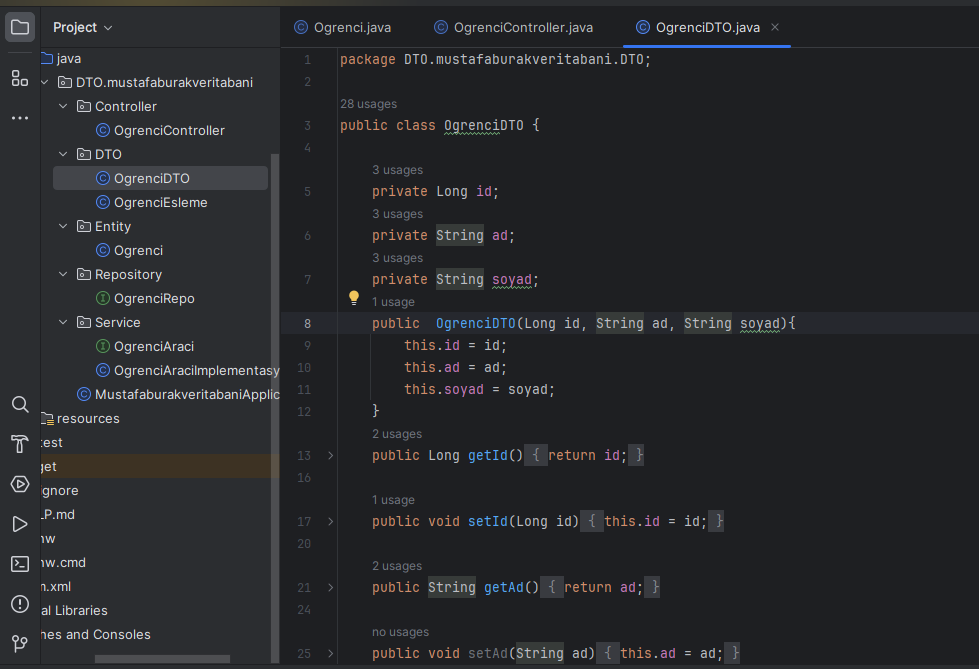 Project
Ogrenci.java
OgrenciController.java
OgrenciDTO.java
java
DTO.mustafaburakveritabani
Controller
OgrenciController
DTO
OgrenciDTO
OgrenciEsleme
Entity
Ogrenci
Repository
OgrenciRepo
Service
OgrenciAraci
OgrenciAraciImplementasy
MustafaburakveritabaniApplic
resources
test
get
gnore
LP.md
nw
nw.cmd
m.xml
al Libraries
hes and Consoles
1 package DTO.mustafaburakveritabani.DTO;
2
28 usages
3 public class OgrenciDTO {
4
3 usages
5 private Long id;
3 usages
6 private String ad;
3 usages
7 private String soyad;
1 usage
8 public OgrenciDTO(Long id, String ad, String soyad){
9 this.id = id;
10 this.ad = ad;
11 this.soyad = soyad;
12 }
2 usages
13 public Long getId() { return id; }
16
1 usage
17 public void setId(Long id) { this.id = id; }
20
2 usages
21 public String getAd() { return ad; }
24
no usages
25 public void setAd(String ad) { this.ad = ad; }